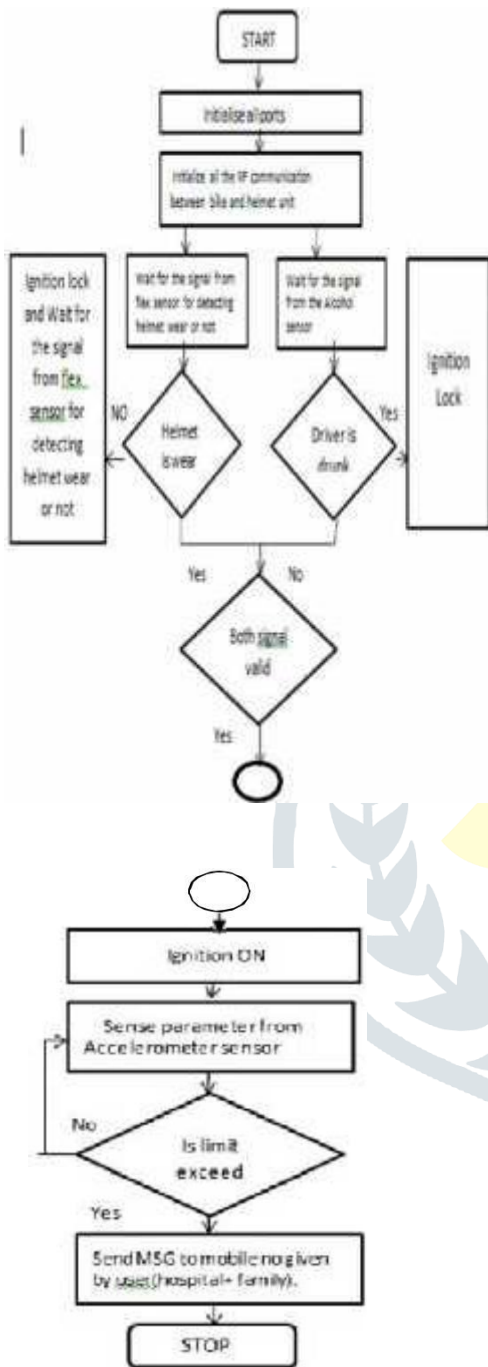 START
Initialise all ports
Initialize all the RF communication
between bike and helmet unit
Ignition lock
and Wait for
the signal
from flex
sensor for
detecting
helmet wear
or not
Wait for the signal from
flex sensor for detecting
helmet wear or not
Wait for the signal
from the Alcohol
sensor
Ignition
Lock
NO
Helmet
is wear
Driver is
drunk
Yes
Yes
No
Both signal
valid
Yes
Ignition ON
Sense parameter from
Accelerometer sensor
No
Is limit
exceed
Yes
Send MSG to mobile no given
by user(hospital+ family).
STOP